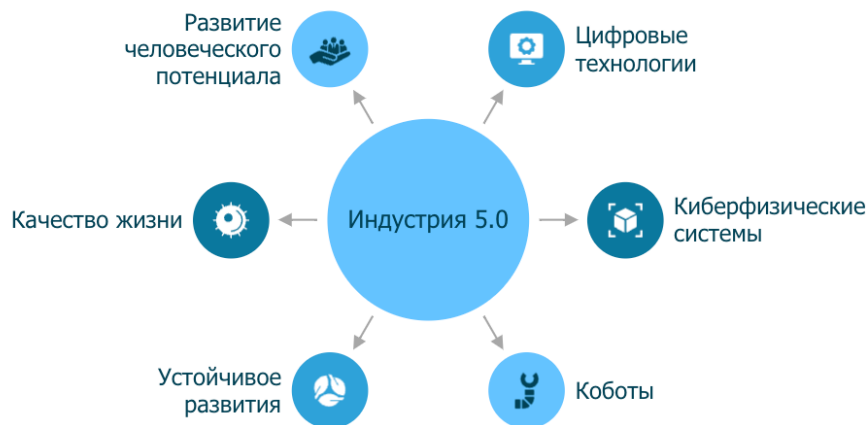 Развитие
человеческого
потенциала
Цифровые
технологии
Качество жизни
Индустрия 5.0
Киберфизические
системы
Устойчивое
развития
Коботы